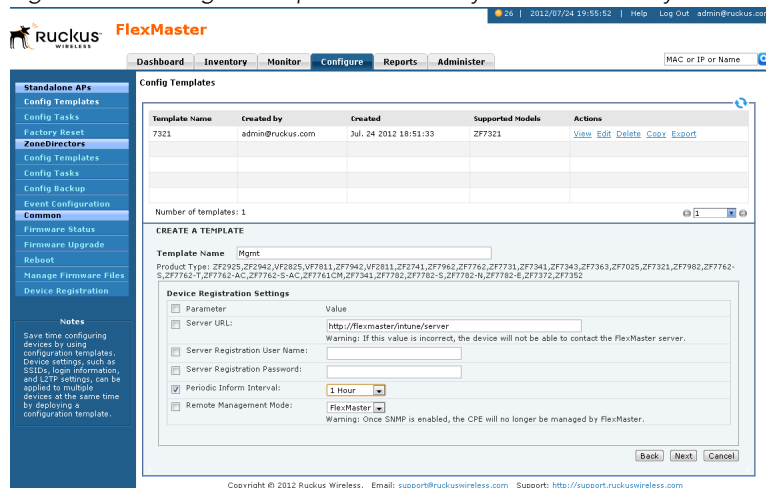 26 | 2012/07/24 19:55:52 | Help Log Out admin@ruckus.com
Ruckus WIRELESS FlexMaster
Dashboard Inventory Monitor Configure Reports Administer MAC or IP or Name
Standalone APs
Config Templates
Config Tasks
Factory Reset
ZoneDirectors
Config Templates
Config Tasks
Config Backup
Event Configuration
Common
Firmware Status
Firmware Upgrade
Reboot
Manage Firmware Files
Device Registration
Notes
Save time configuring
devices by using
configuration templates.
Device settings, such as
SSIDs, login information,
and L2TP settings, can be
applied to multiple
devices at the same time
by deploying a
configuration template.
Config Templates
Template Name Created by Created Supported Models Actions
7321 admin@ruckus.com Jul. 24 2012 18:51:33 ZF7321 View Edit Delete Copy Export
Number of templates: 1 1
CREATE A TEMPLATE
Template Name Mgmt
Product Type: ZF2925,ZF2942,VF2825,VF7811,ZF7942,VF2811,ZF2741,ZF7962,ZF7762,ZF7731,ZF7341,ZF7343,ZF7363,ZF7025,ZF7321,ZF7982,ZF7762-
S,ZF7762-T,ZF7762-AC,ZF7762-S-AC,ZF7761CM,ZF7341,ZF7782,ZF7782-S,ZF7782-N,ZF7782-E,ZF7372,ZF7352
Device Registration Settings
Parameter Value
Server URL: http://flexmaster/intune/server
Warning: If this value is incorrect, the device will not be able to contact the FlexMaster server.
Server Registration User Name:
Server Registration Password:
Periodic Inform Interval: 1 Hour
Remote Management Mode: FlexMaster
Warning: Once SNMP is enabled, the CPE will no longer be managed by FlexMaster.
Back Next Cancel
Copyright © 2012 Ruckus Wireless. Email: support@ruckuswireless.com Support: http://support.ruckuswireless.com